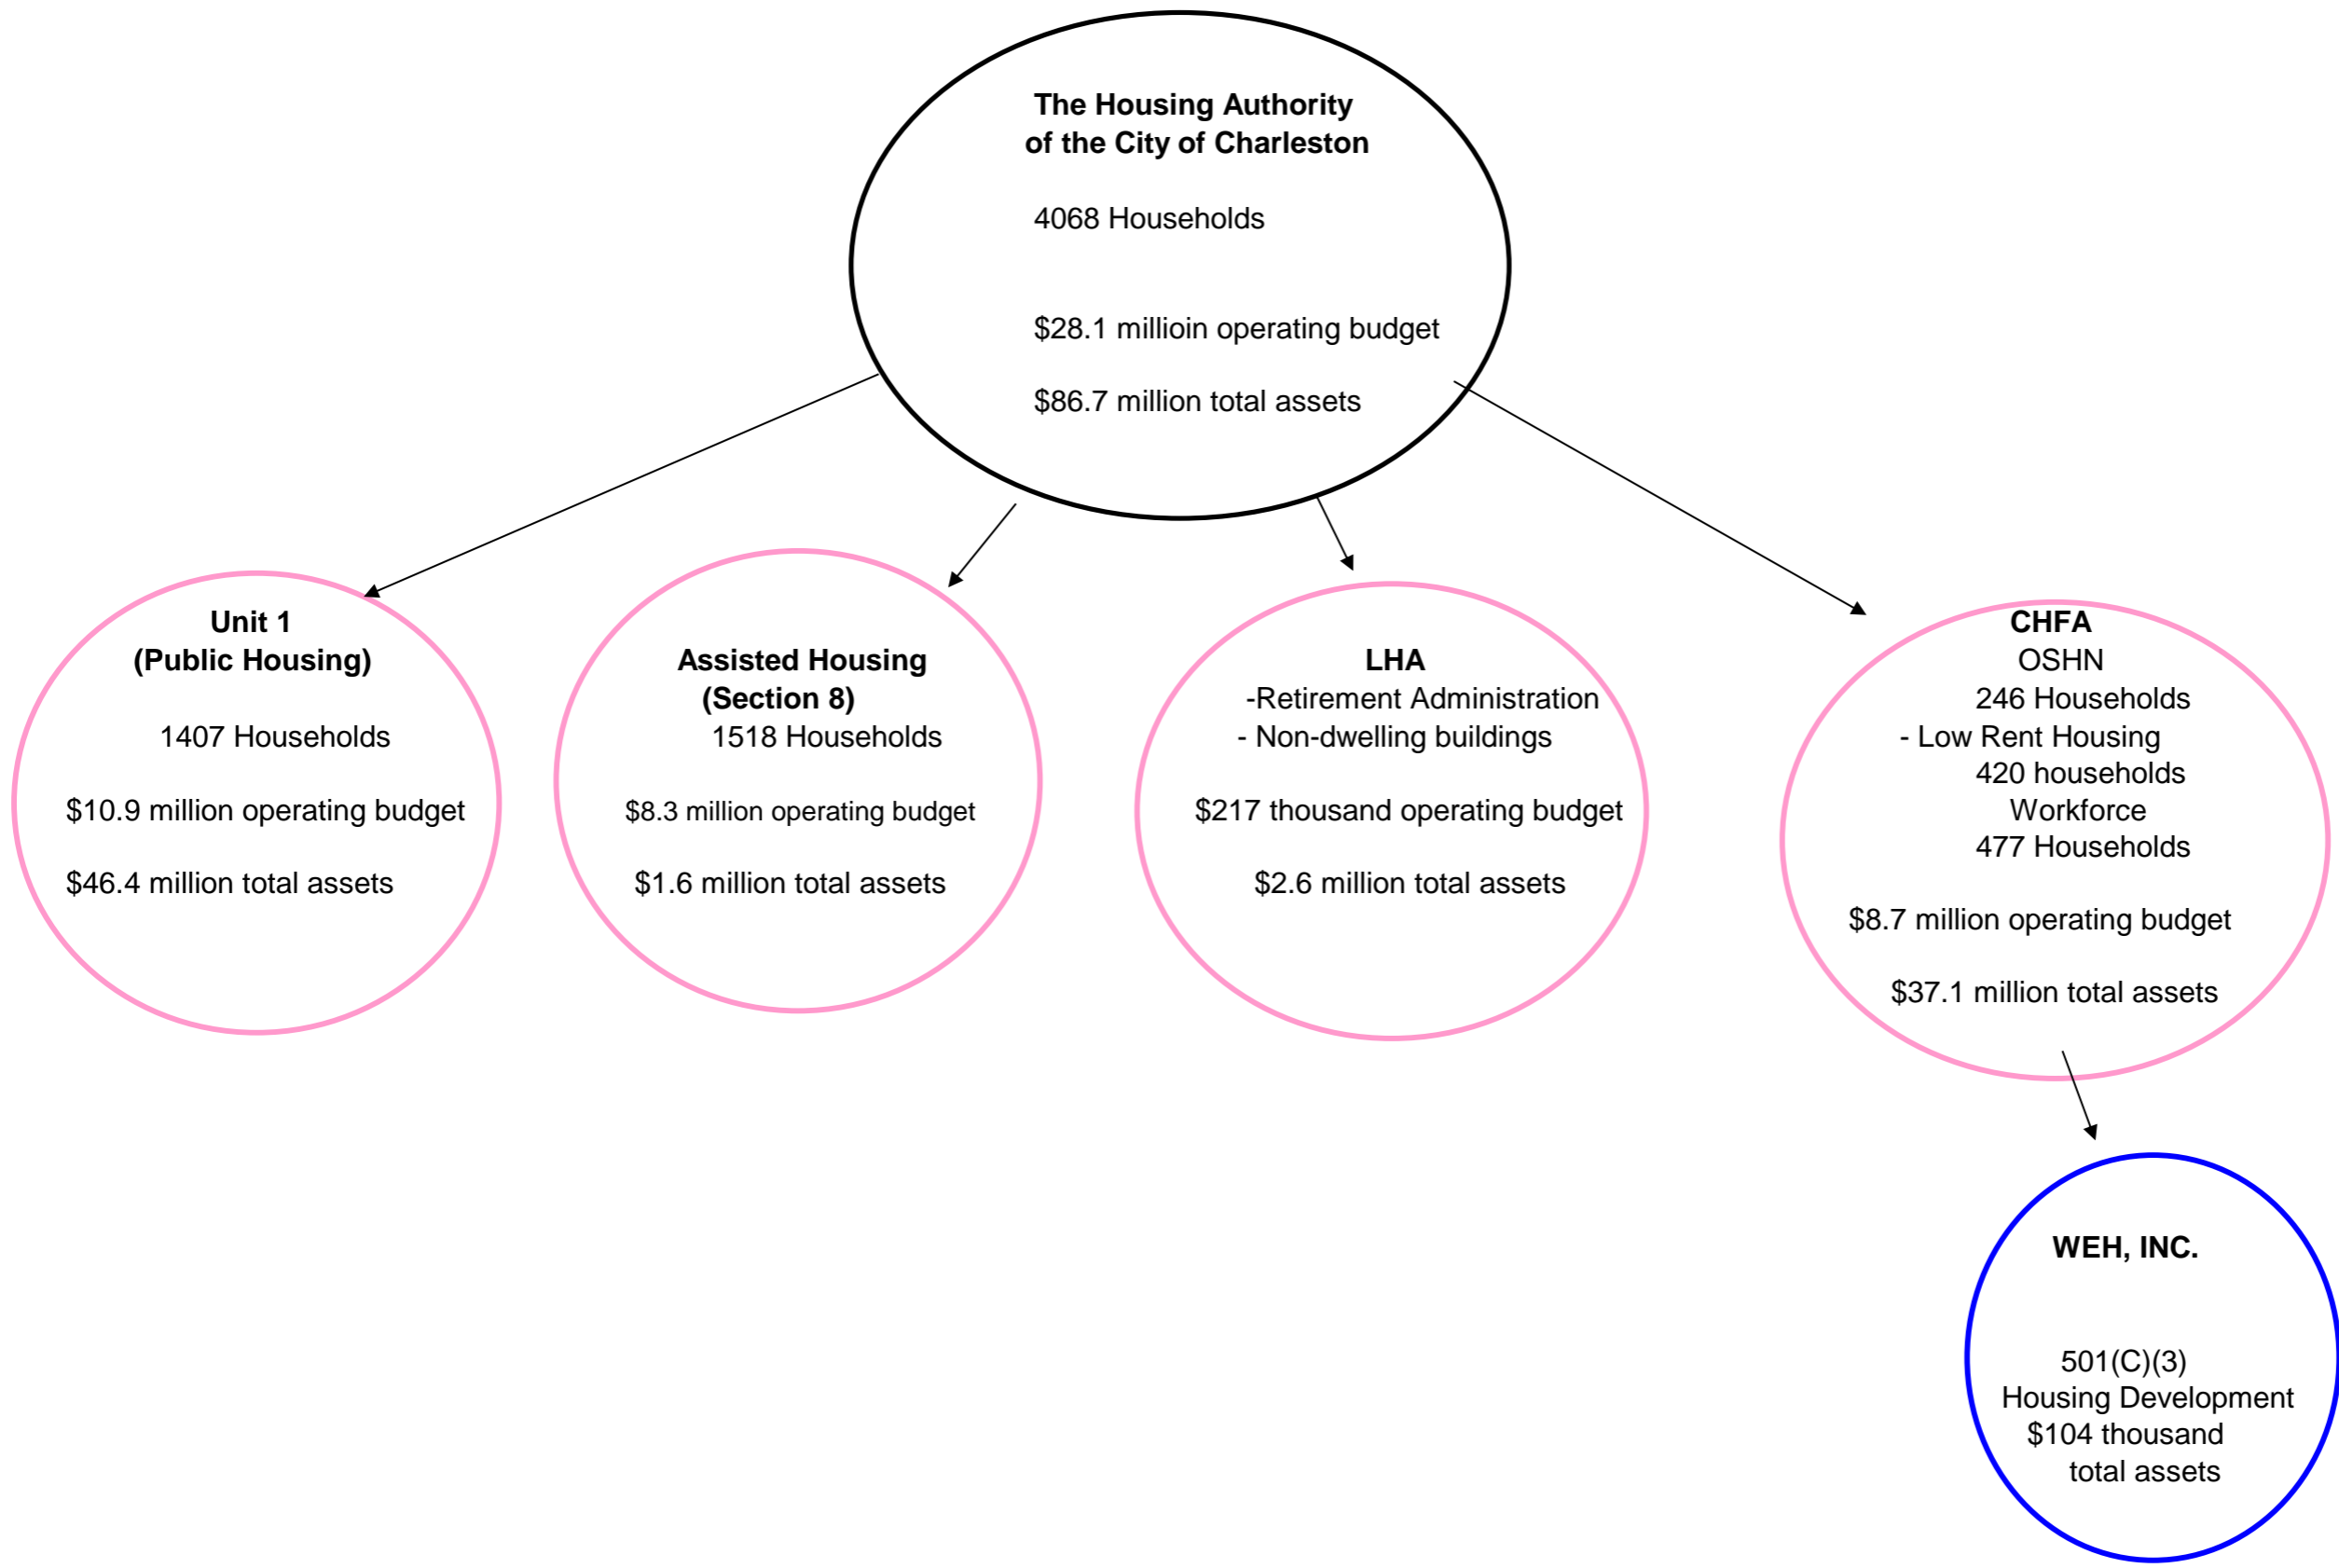 The Housing Authority
of the City of Charleston
4068 Households
$28.1 millioin operating budget
$86.7 million total assets
Unit 1
(Public Housing)
1407 Households
$10.9 million operating budget
$46.4 million total assets
Assisted Housing
(Section 8)
1518 Households
$8.3 million operating budget
$1.6 million total assets
LHA
-Retirement Administration
- Non-dwelling buildings
$217 thousand operating budget
$2.6 million total assets
CHFA
OSHN
246 Households
- Low Rent Housing
420 households
Workforce
477 Households
$8.7 million operating budget
$37.1 million total assets
WEH, INC.
501(C)(3)
Housing Development
$104 thousand
total assets